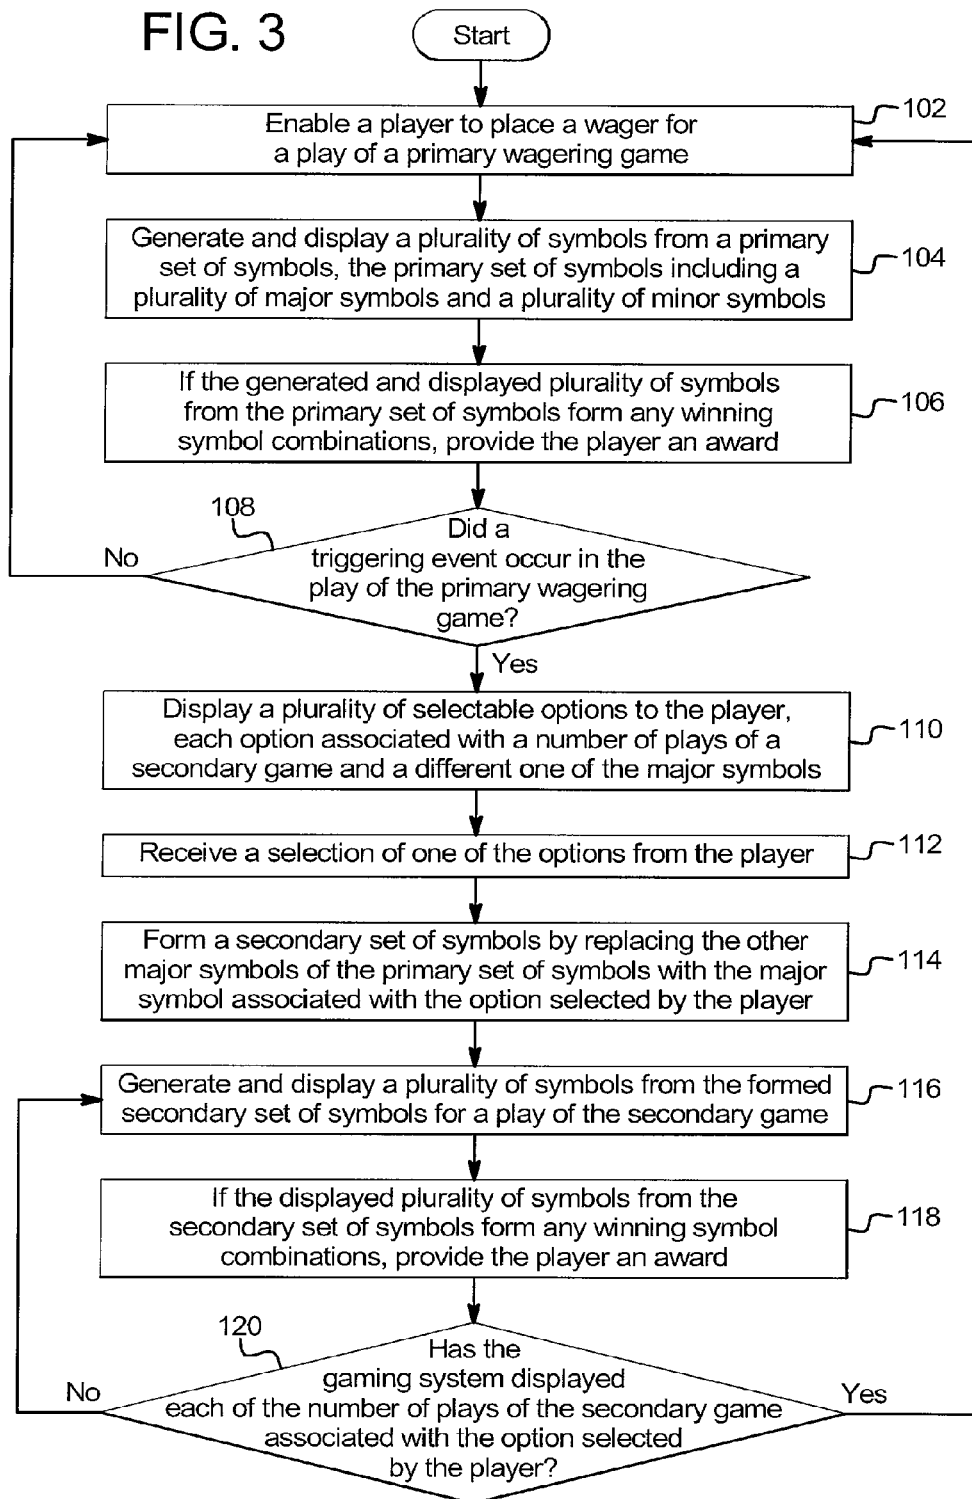 FIG. 3
Start
Enable a player to place a wager for
a play of a primary wagering game
102
Generate and display a plurality of symbols from a primary
set of symbols, the primary set of symbols including a
plurality of major symbols and a plurality of minor symbols
104
If the generated and displayed plurality of symbols
from the primary set of symbols form any winning
symbol combinations, provide the player an award
106
108
Did a
triggering event occur in the
play of the primary wagering
game?
No
Yes
Display a plurality of selectable options to the player,
each option associated with a number of plays of a
secondary game and a different one of the major symbols
110
Receive a selection of one of the options from the player
112
Form a secondary set of symbols by replacing the other
major symbols of the primary set of symbols with the major
symbol associated with the option selected by the player
114
Generate and display a plurality of symbols from the formed
secondary set of symbols for a play of the secondary game
116
If the displayed plurality of symbols from the
secondary set of symbols form any winning symbol
combinations, provide the player an award
118
120
Has the
gaming system displayed
each of the number of plays of the secondary game
associated with the option selected
by the player?
No
Yes